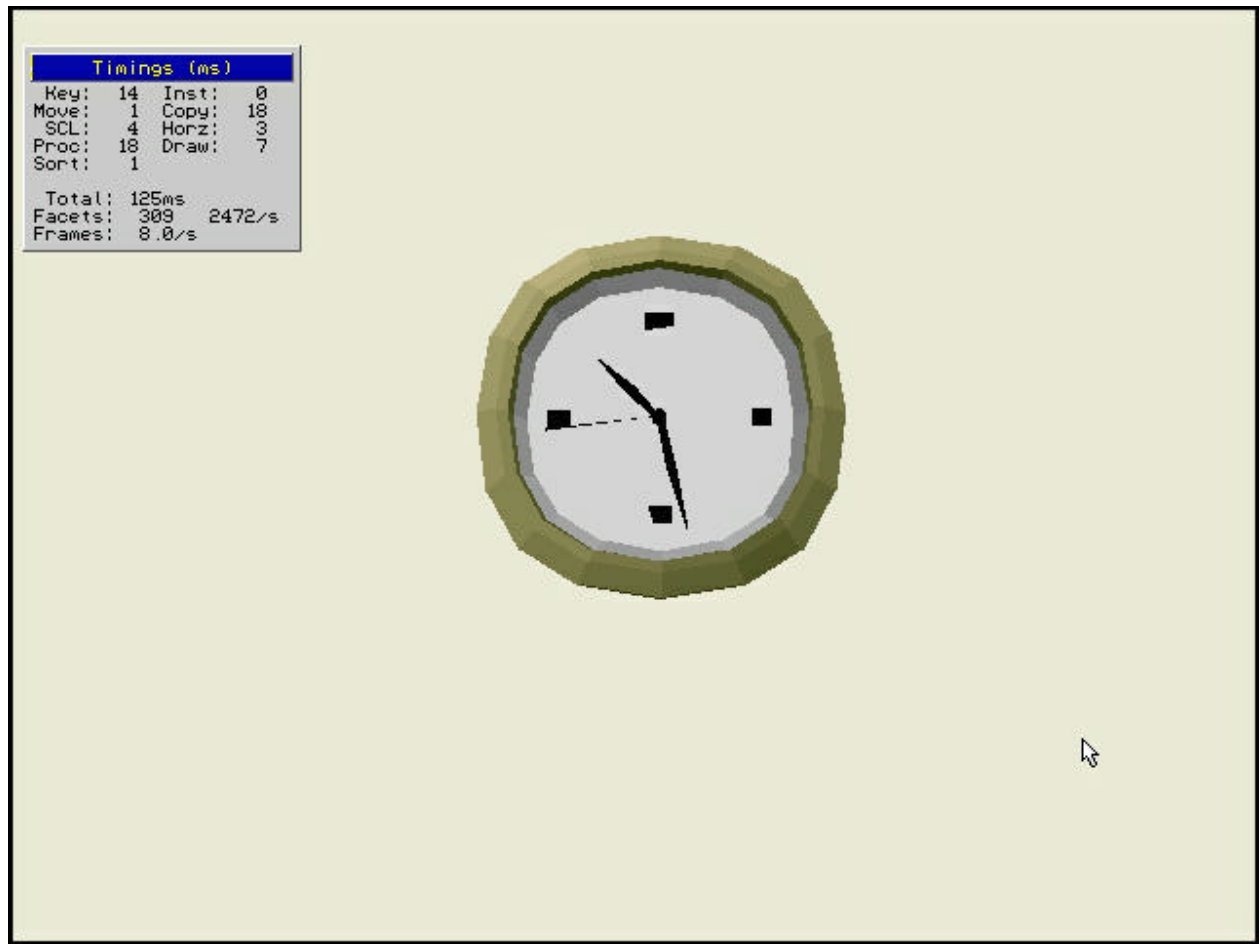 Timings (ms)
Key: 14 Inst: 0
Move: 1 Copy: 18
SCL: 4 Horz: 3
Proc: 18 Draw: 7
Sort: 1
Total: 125ms
Facets: 309 2472/s
Frames: 8.0/s